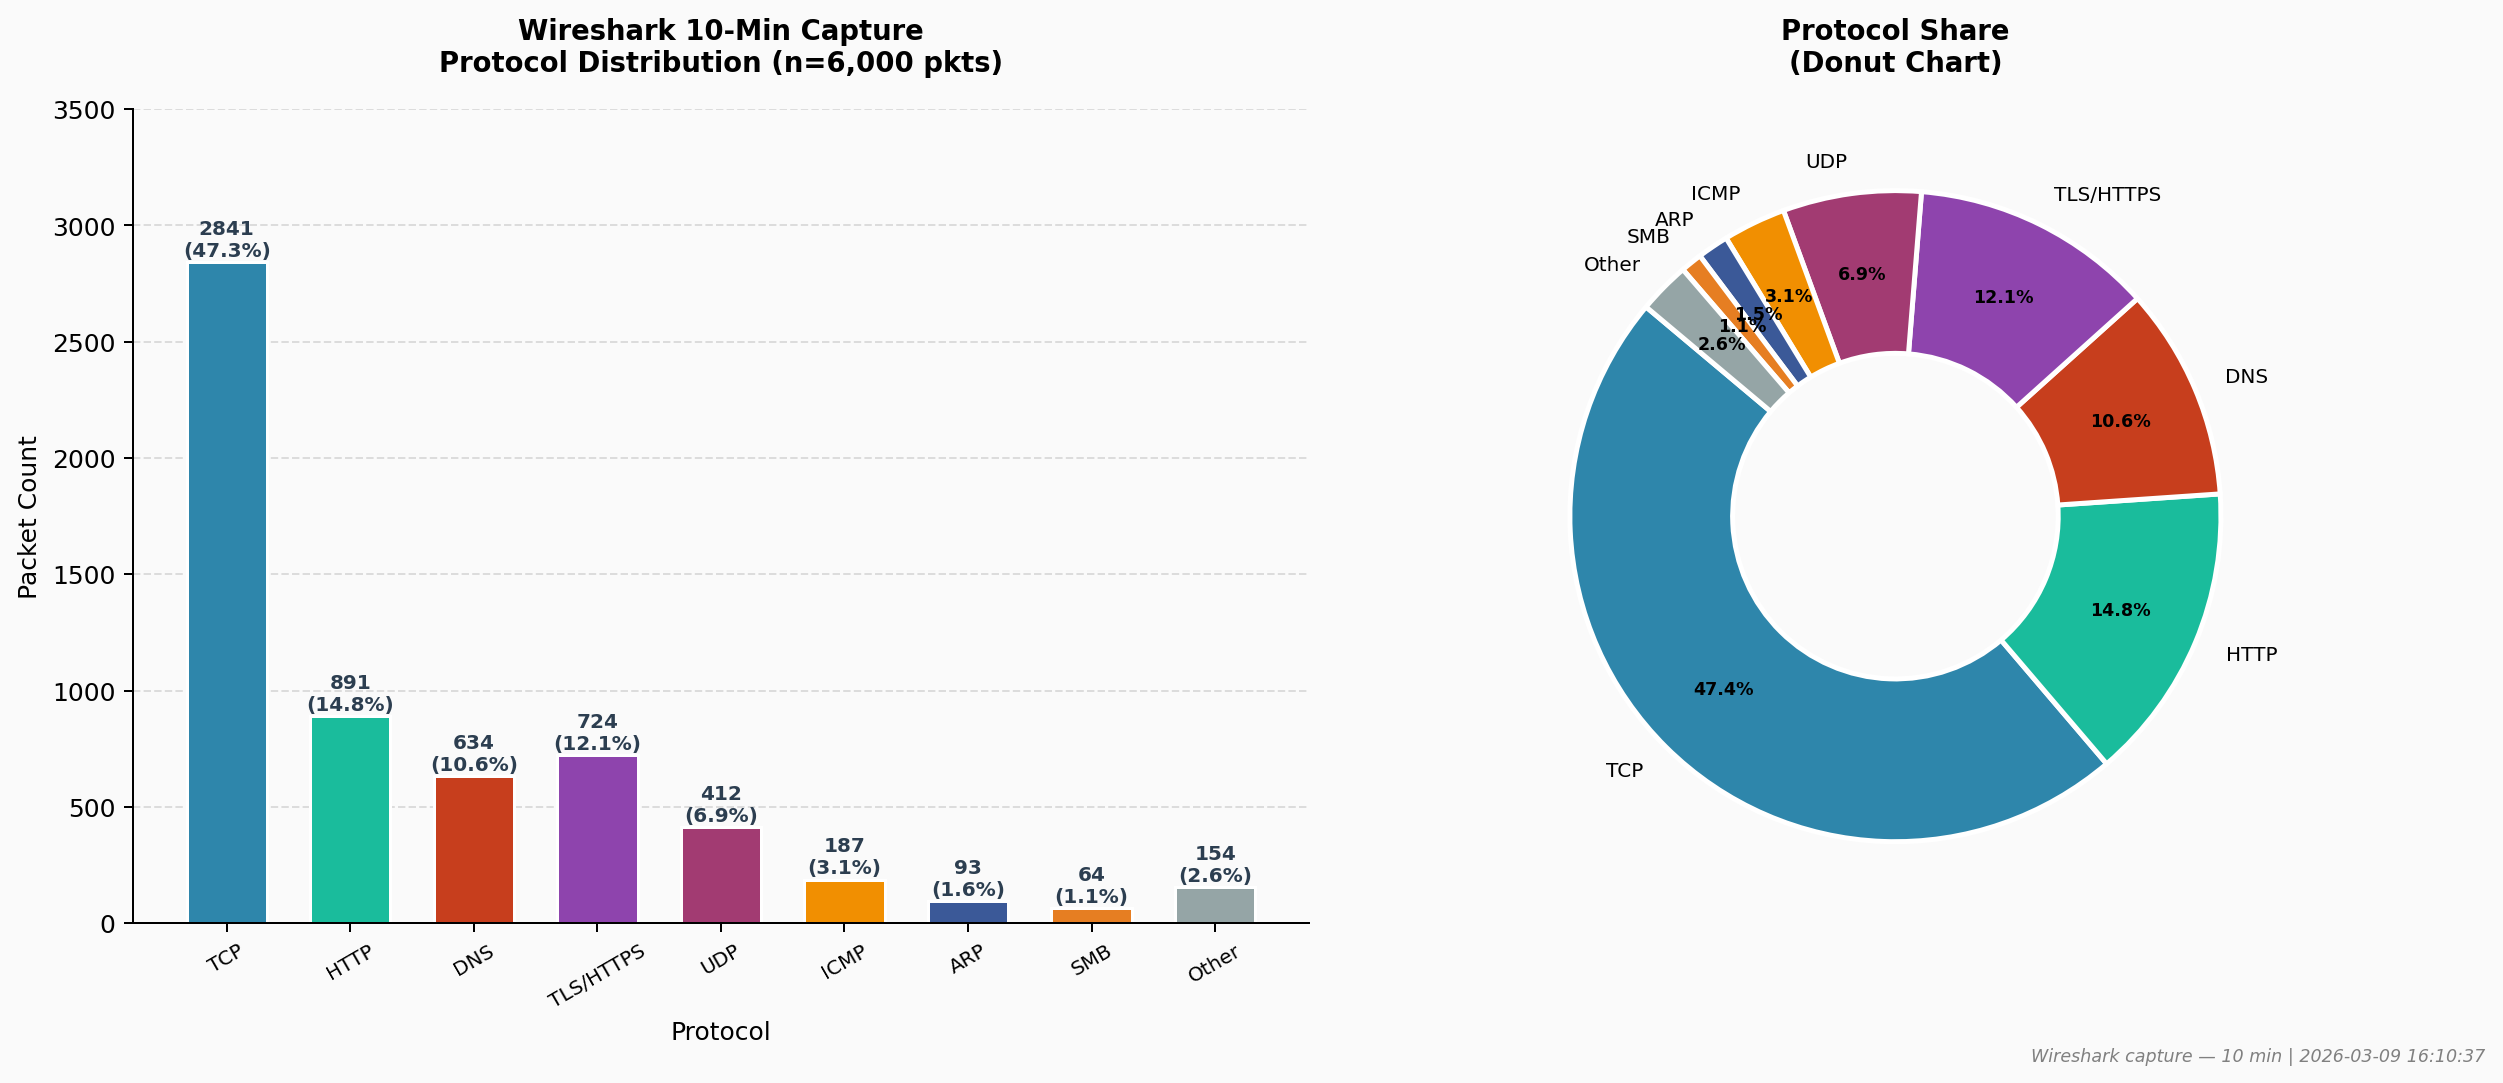 Wireshark 10-Min Capture
Protocol Distribution (n=6,000 pkts)
3500
3000
2500
2000
1500
1000
500
0
Packet Count
2841
(47.3%)
891
(14.8%)
634
(10.6%)
724
(12.1%)
412
(6.9%)
187
(3.1%)
93
(1.6%)
64
(1.1%)
154
(2.6%)
TCP
HTTP
DNS
TLS/HTTPS
UDP
ICMP
ARP
SMB
Other
Protocol
Protocol Share
(Donut Chart)
UDP
ICMP
TLS/HTTPS
ARP
SMB
Other
6.9%
3.1%
12.1%
1.5%
1.1%
2.6%
DNS
10.6%
14.8%
HTTP
47.4%
TCP
Wireshark capture — 10 min | 2026-03-09 16:10:37